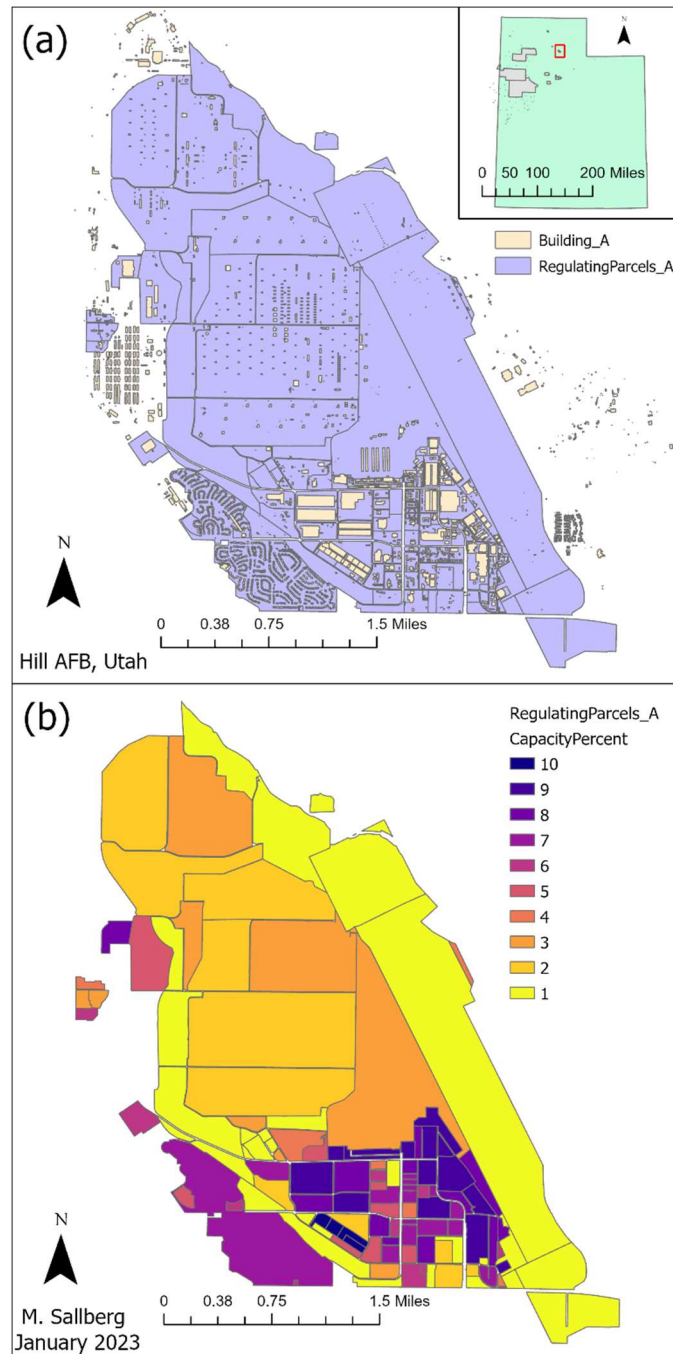 (a)
N
0 50 100 200 Miles
Building_A
RegulatingParcels_A
N
0 0.38 0.75 1.5 Miles
Hill AFB, Utah
(b)
RegulatingParcels_A
CapacityPercent
10
9
8
7
6
5
4
3
2
1
N
0 0.38 0.75 1.5 Miles
M. Sallberg
January 2023